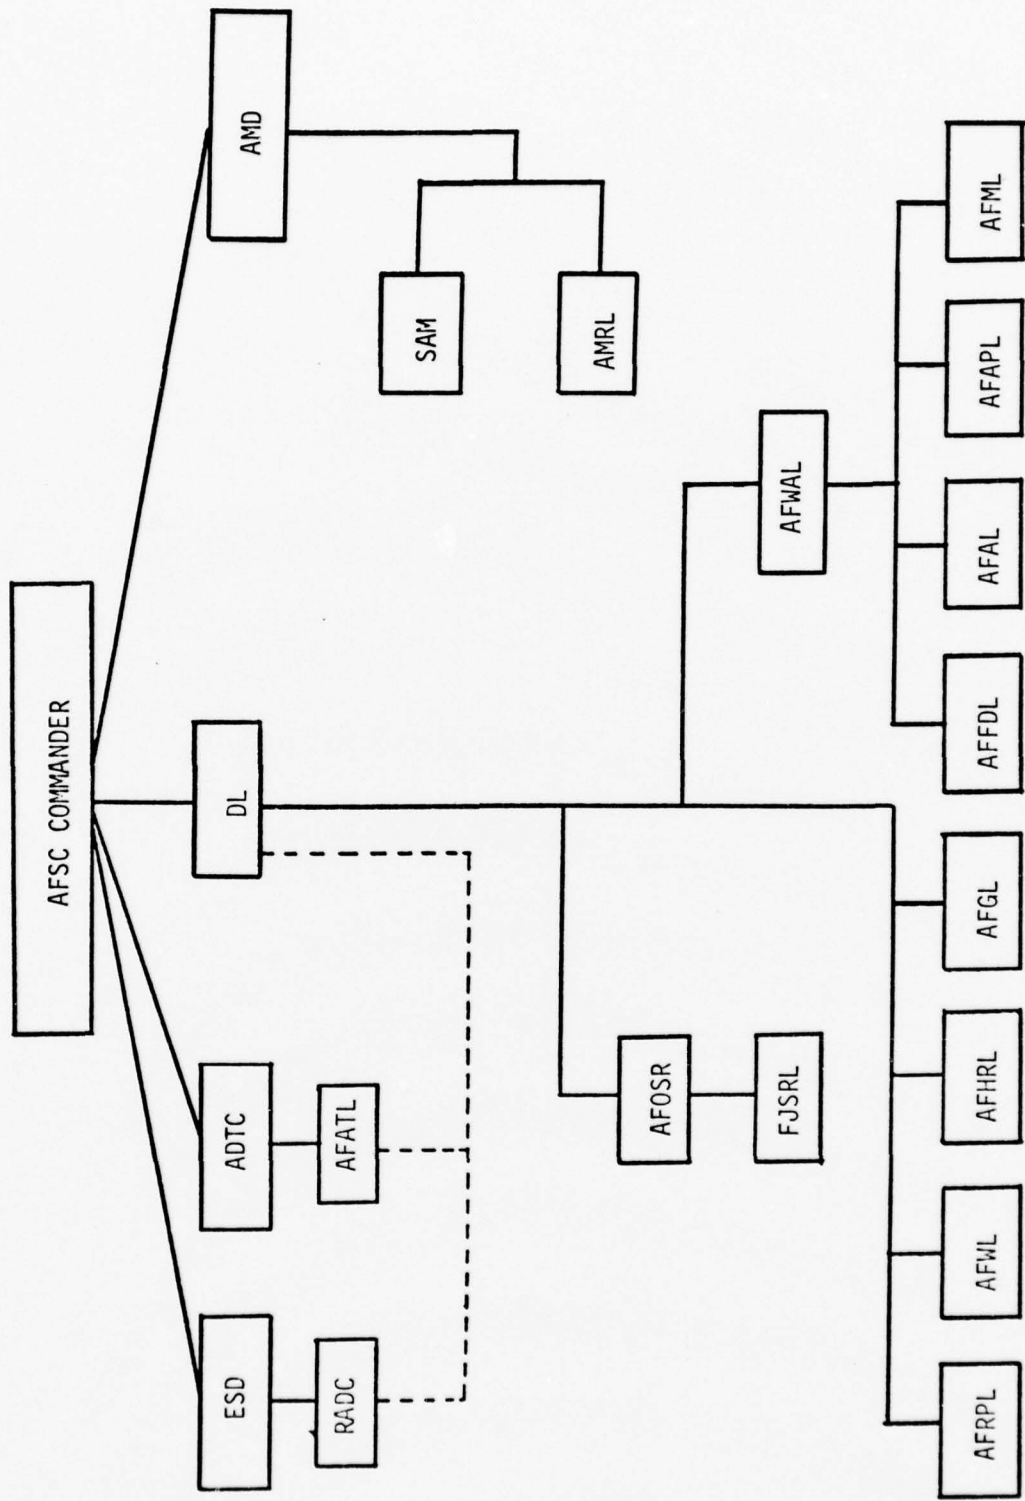 AFSC COMMANDER
ESD
ADTC
DL
AMD
RADC
AFATL
SAM
AMRL
AFOSR
FJSRL
AFWAL
AFRPL
AFWL
AFHRL
AFGL
AFFDL
AFAL
AFAPL
AFML